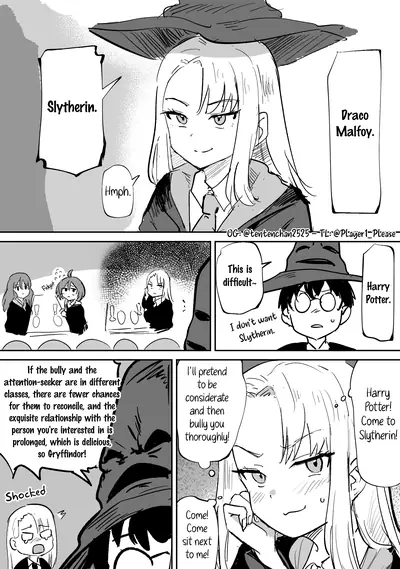 Draco
Malfoy.
Slytherin.
Hmph.
OG: @tentenchan2525 - TL: @Player1_Please
Harry
Potter.
This is
difficult~
I don't want
Slytherin.
Harry
Potter!
Come to
Slytherin!
I'll pretend
to be
considerate
and then
bully you
thoroughly!
Come!
Come
sit next
to me!
If the bully and the
attention-seeker are in different
classes, there are fewer chances
for them to reconcile, and the
exquisite relationship with the
person you're interested in is
prolonged, which is delicious,
so Gryffindor!
Shocked